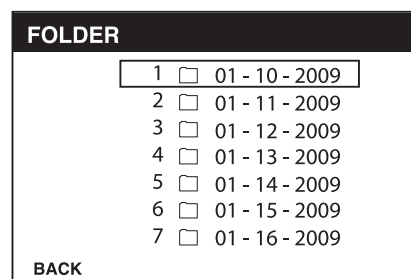 FOLDER
1 01 - 10 - 2009
2 01 - 11 - 2009
3 01 - 12 - 2009
4 01 - 13 - 2009
5 01 - 14 - 2009
6 01 - 15 - 2009
7 01 - 16 - 2009
BACK